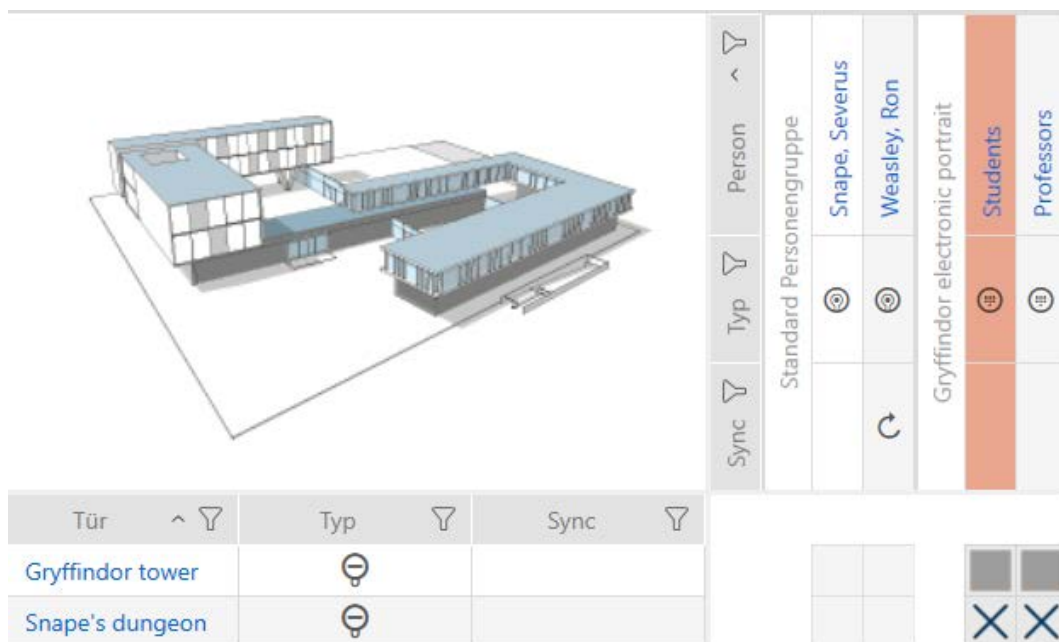 Person
Typ
Sync
Standard Personengruppe
Snape, Severus
Weasley, Ron
Gryffindor electronic portrait
Students
Professors
Tür
Typ
Sync
Gryffindor tower
Snape's dungeon